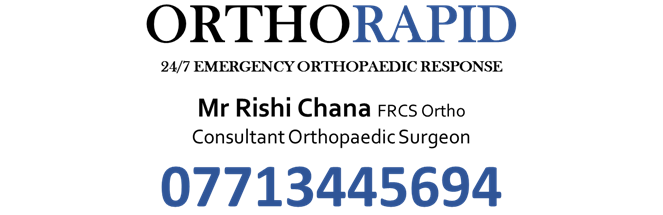 ORTHORAPID
24/7 EMERGENCY ORTHOPAEDIC RESPONSE
Mr Rishi Chana FRCS Ortho
Consultant Orthopaedic Surgeon
07713445694